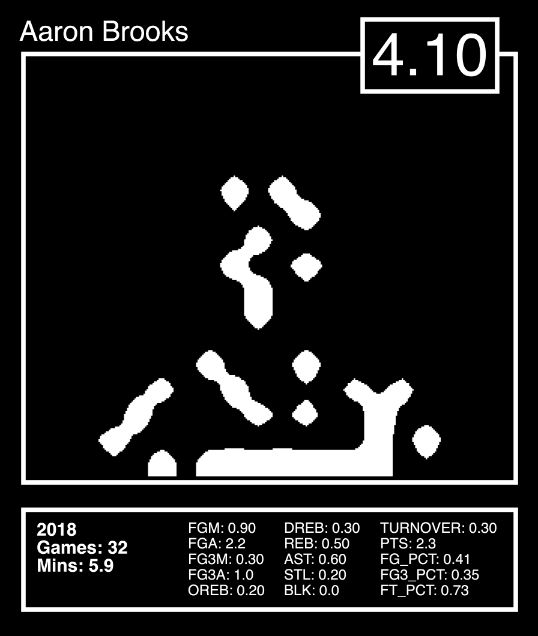 Aaron Brooks
4.10
2018
Games: 32
Mins: 5.9
FGM: 0.90
FGA: 2.2
FG3M: 0.30
FG3A: 1.0
OREB: 0.20
DREB: 0.30
REB: 0.50
AST: 0.60
STL: 0.20
BLK: 0.0
TURNOVER: 0.30
PTS: 2.3
FG_PCT: 0.41
FG3_PCT: 0.35
FT_PCT: 0.73